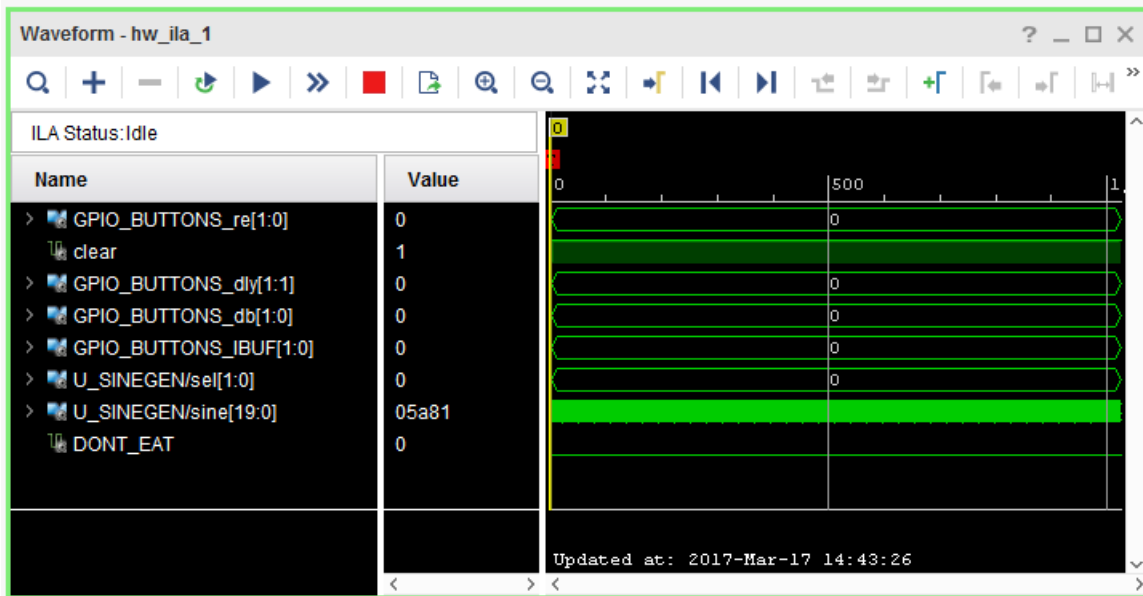 Waveform - hw_ila_1
ILA Status:Idle
0
Name Value 0 500 1.
GPIO_BUTTONS_re[1:0] 0 0
clear 1
GPIO_BUTTONS_dly[1:1] 0 0
GPIO_BUTTONS_db[1:0] 0 0
GPIO_BUTTONS_IBUF[1:0] 0 0
U_SINEGEN/sel[1:0] 0 0
U_SINEGEN/sine[19:0] 05a81
DONT_EAT 0
Updated at: 2017-Mar-17 14:43:26